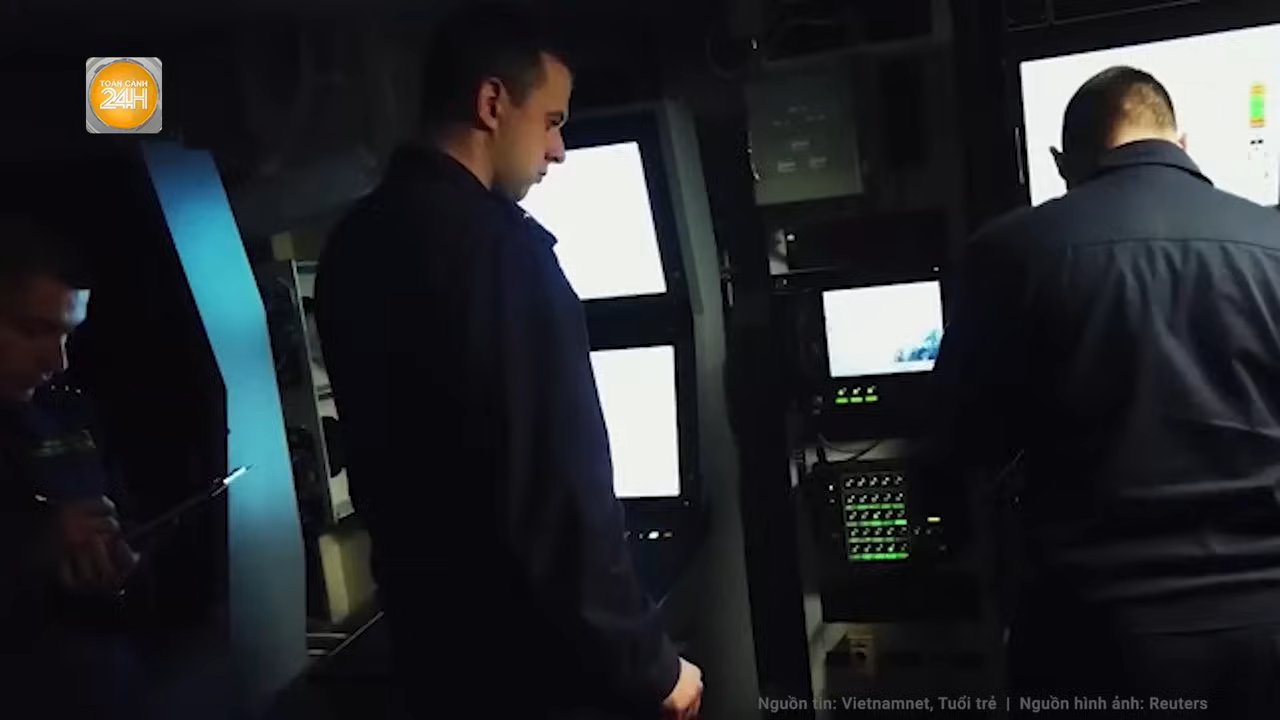 TOÀN CẢNH
24H
Nguồn tin: Vietnamnet, Tuổi trẻ | Nguồn hình ảnh: Reuters